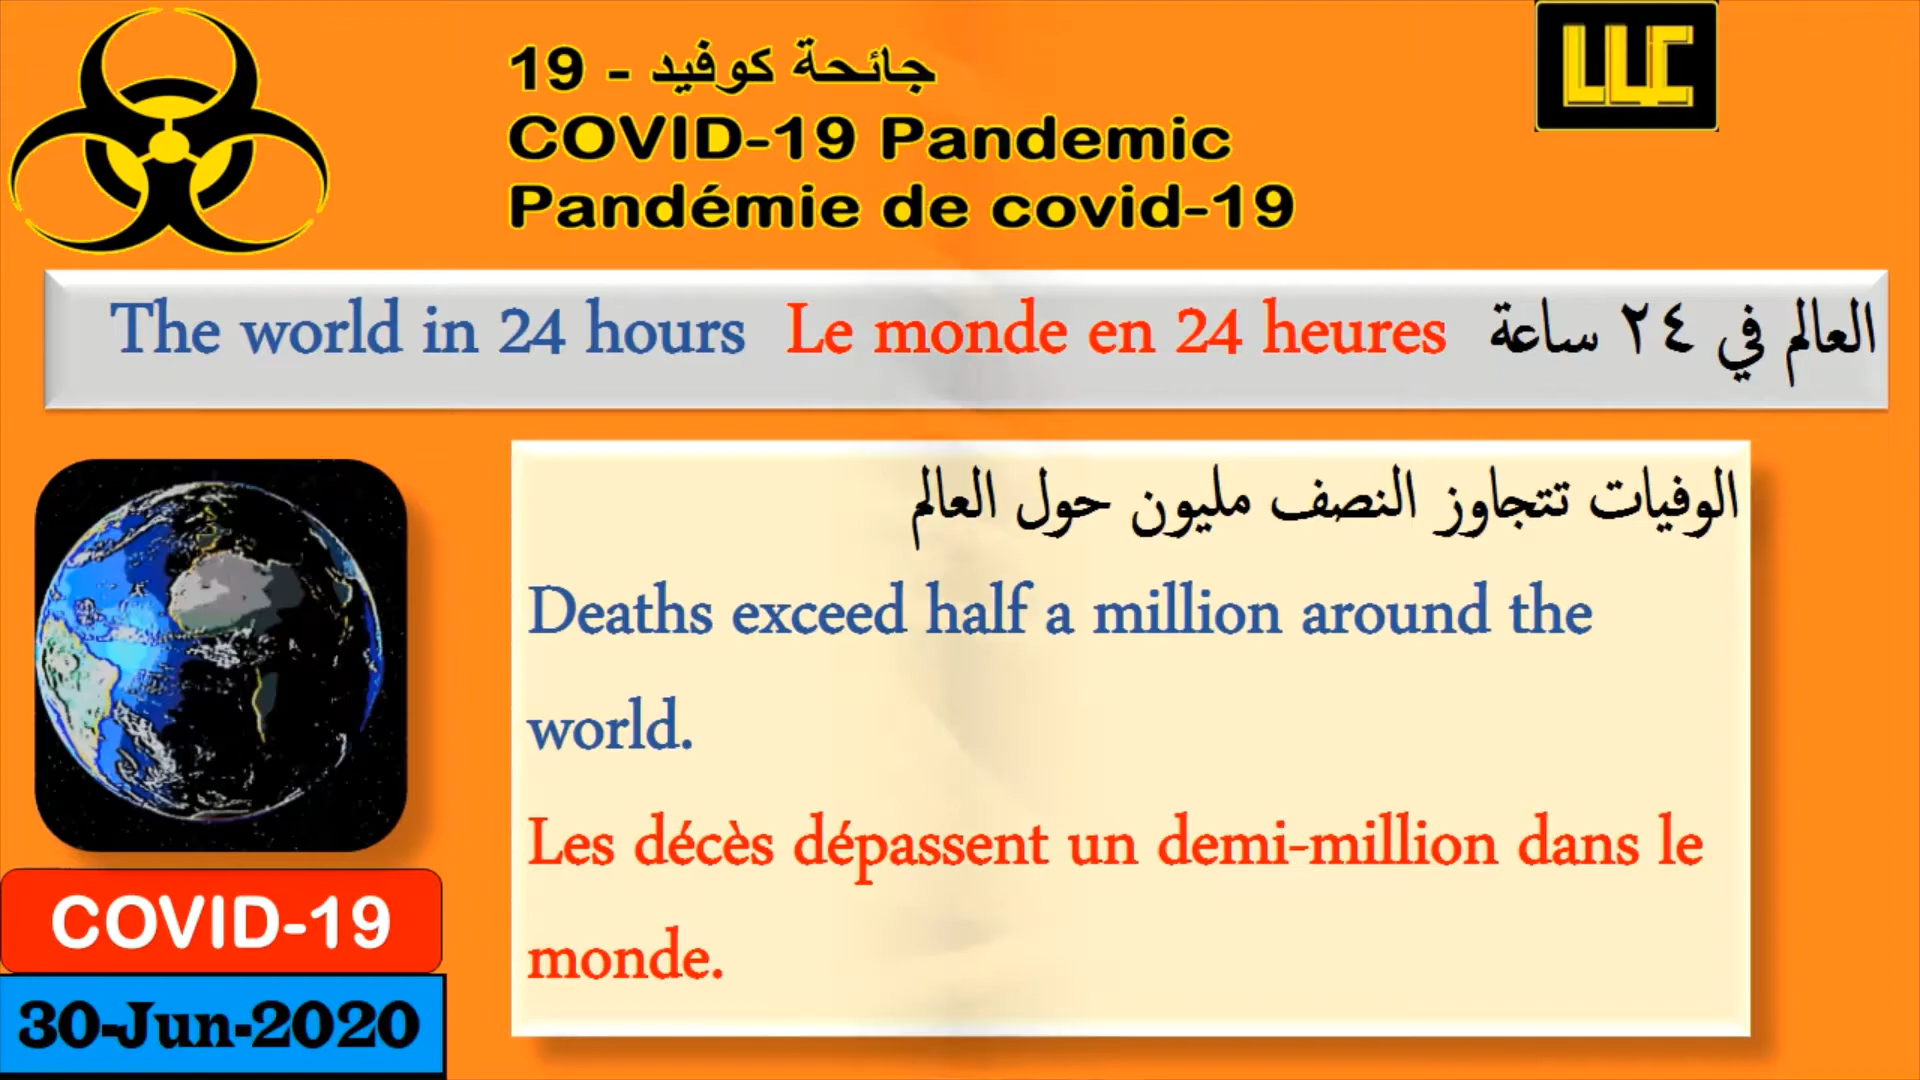 جائحة كوفيد - 19
COVID-19 Pandemic
Pandémie de covid-19
LLC
The world in 24 hours Le monde en 24 heures العالم في ٢٤ ساعة
الوفيات تتجاوز النصف مليون حول العالم
Deaths exceed half a million around the
world.
Les décès dépassent un demi-million dans le
monde.
COVID-19
30-Jun-2020